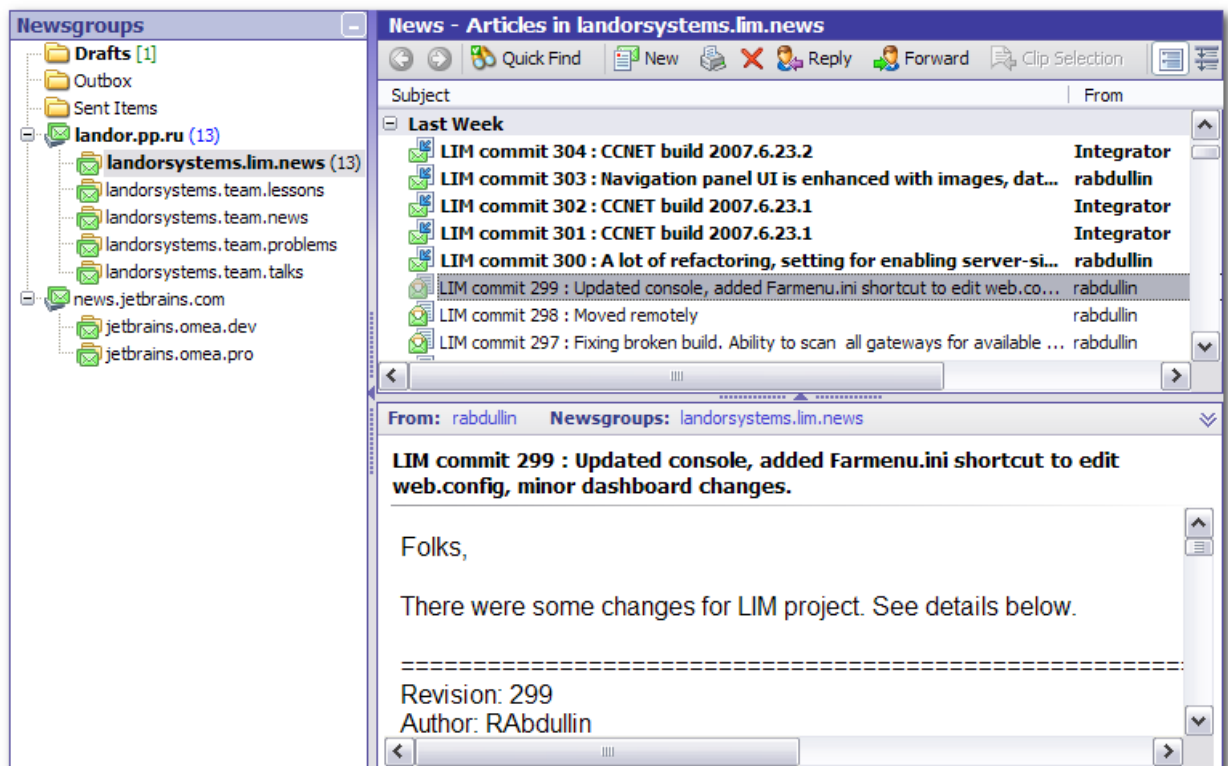 Newsgroups
Drafts [1]
Outbox
Sent Items
landor.pp.ru (13)
landorsystems.lim.news (13)
landorsystems.team.lessons
landorsystems.team.news
landorsystems.team.problems
landorsystems.team.talks
news.jetbrains.com
jetbrains.omea.dev
jetbrains.omea.pro
News - Articles in landorsystems.lim.news
Quick Find New Reply Forward Clip Selection
Subject From
Last Week
LIM commit 304 : CCNET build 2007.6.23.2 Integrator
LIM commit 303 : Navigation panel UI is enhanced with images, dat... rabdullin
LIM commit 302 : CCNET build 2007.6.23.1 Integrator
LIM commit 301 : CCNET build 2007.6.23.1 Integrator
LIM commit 300 : A lot of refactoring, setting for enabling server-si... rabdullin
LIM commit 299 : Updated console, added Farmenu.ini shortcut to edit web.co... rabdullin
LIM commit 298 : Moved remotely rabdullin
LIM commit 297 : Fixing broken build. Ability to scan  all gateways for available ... rabdullin
From: rabdullin Newsgroups: landorsystems.lim.news
LIM commit 299 : Updated console, added Farmenu.ini shortcut to edit
web.config, minor dashboard changes.
Folks,
There were some changes for LIM project. See details below.
=======================================================
Revision: 299
Author: RAbdullin